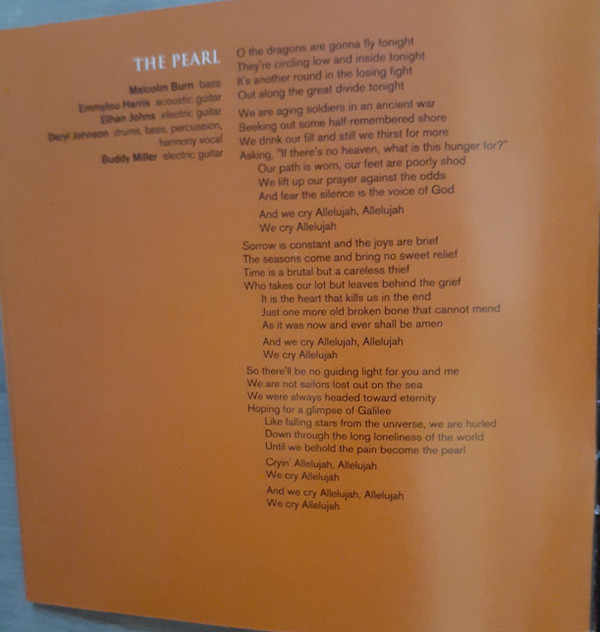 THE PEARL
Malcolm Burn bass
Emmylou Harris acoustic guitar
Ethan Johns electric guitar
Daryl Johnson drums, bass, percussion,
harmony vocal
Buddy Miller electric guitar
O the dragons are gonna fly tonight
They're circling low and inside tonight
It's another round in the losing fight
Out along the great divide tonight
We are aging soldiers in an ancient war
Seeking out some half-remembered shore
We drink our fill and still we thirst for more
Asking, "If there's no heaven, what is this hunger for?"
Our path is worn, our feet are poorly shod
We lift up our prayer against the odds
And fear the silence is the voice of God
And we cry Allelujah, Allelujah
We cry Allelujah
Sorrow is constant and the joys are brief
The seasons come and bring no sweet relief
Time is a brutal but a careless thief
Who takes our lot but leaves behind the grief
It is the heart that kills us in the end
Just one more old broken bone that cannot mend
As it was now and ever shall be amen
And we cry Allelujah, Allelujah
We cry Allelujah
So there'll be no guiding light for you and me
We are not sailors lost out on the sea
We were always headed toward eternity
Hoping for a glimpse of Galilee
Like falling stars from the universe, we are hurled
Down through the long loneliness of the world
Until we behold the pain become the pearl
Cryin' Allelujah, Allelujah
We cry Allelujah
And we cry Allelujah, Allelujah
We cry Allelujah